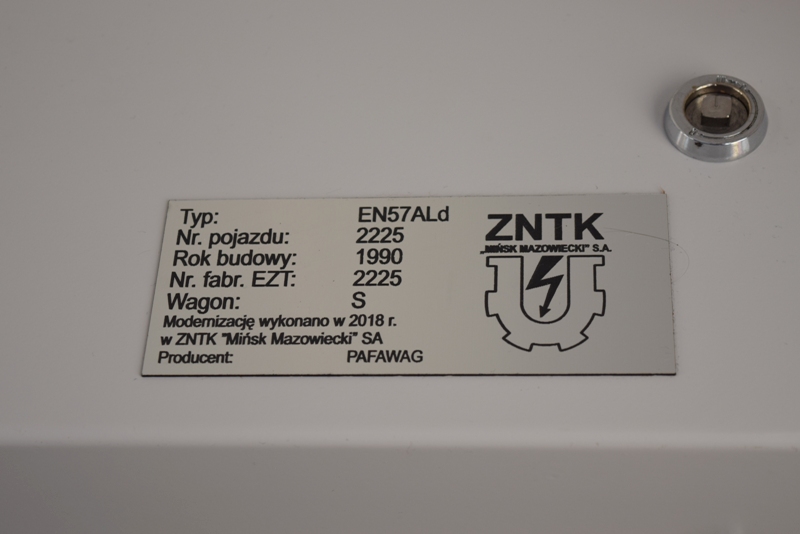 Typ: EN57ALd
Nr. pojazdu: 2225
Rok budowy: 1990
Nr. fabr. EZT: 2225
Wagon: S
Modernizację wykonano w 2018 r.
w ZNTK "Mińsk Mazowiecki" SA
Producent: PAFAWAG
ZNTK
„MIŃSK MAZOWIECKI" S.A.